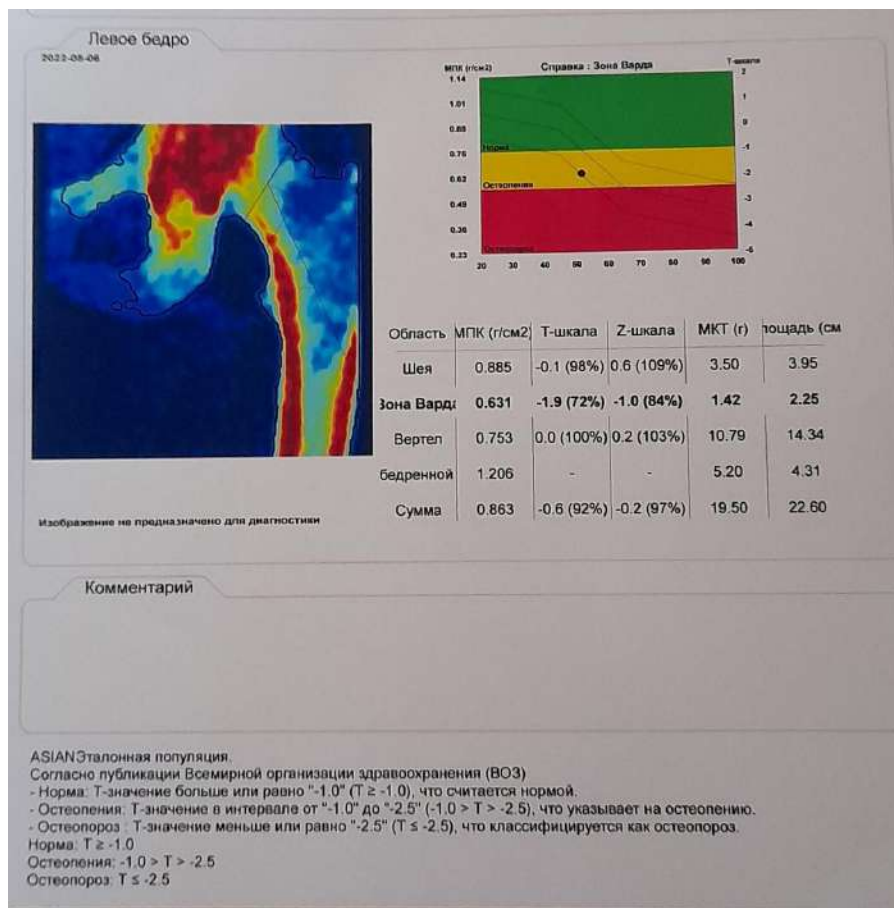 Левое бедро
2022-08-06
МПК (г/см2) Справка : Зона Варда Т-шкала
1.14 2
1.01 1
0.88 0
0.75 -1
Норма
0.62 -2
Остеопения
0.49 -3
0.36 -4
Остеопороз
0.23 -5
20 30 40 50 60 70 80 90 100
Область МПК (г/см2) Т-шкала Z-шкала МКТ (г) лощадь (см
Шея 0.885 -0.1 (98%) 0.6 (109%) 3.50 3.95
Зона Варда 0.631 -1.9 (72%) -1.0 (84%) 1.42 2.25
Вертел 0.753 0.0 (100%) 0.2 (103%) 10.79 14.34
бедренной 1.206 - - 5.20 4.31
Сумма 0.863 -0.6 (92%) -0.2 (97%) 19.50 22.60
Изображение не предназначено для диагностики
Комментарий
ASIAN Эталонная популяция.
Согласно публикации Всемирной организации здравоохранения (ВОЗ)
- Норма: Т-значение больше или равно "-1.0" (T ≥ -1.0), что считается нормой.
- Остеопения: Т-значение в интервале от "-1.0" до "-2.5" (-1.0 > T > -2.5), что указывает на остеопению.
- Остеопороз : Т-значение меньше или равно "-2.5" (T ≤ -2.5), что классифицируется как остеопороз.
Норма: T ≥ -1.0
Остеопения: -1.0 > T > -2.5
Остеопороз: T ≤ -2.5